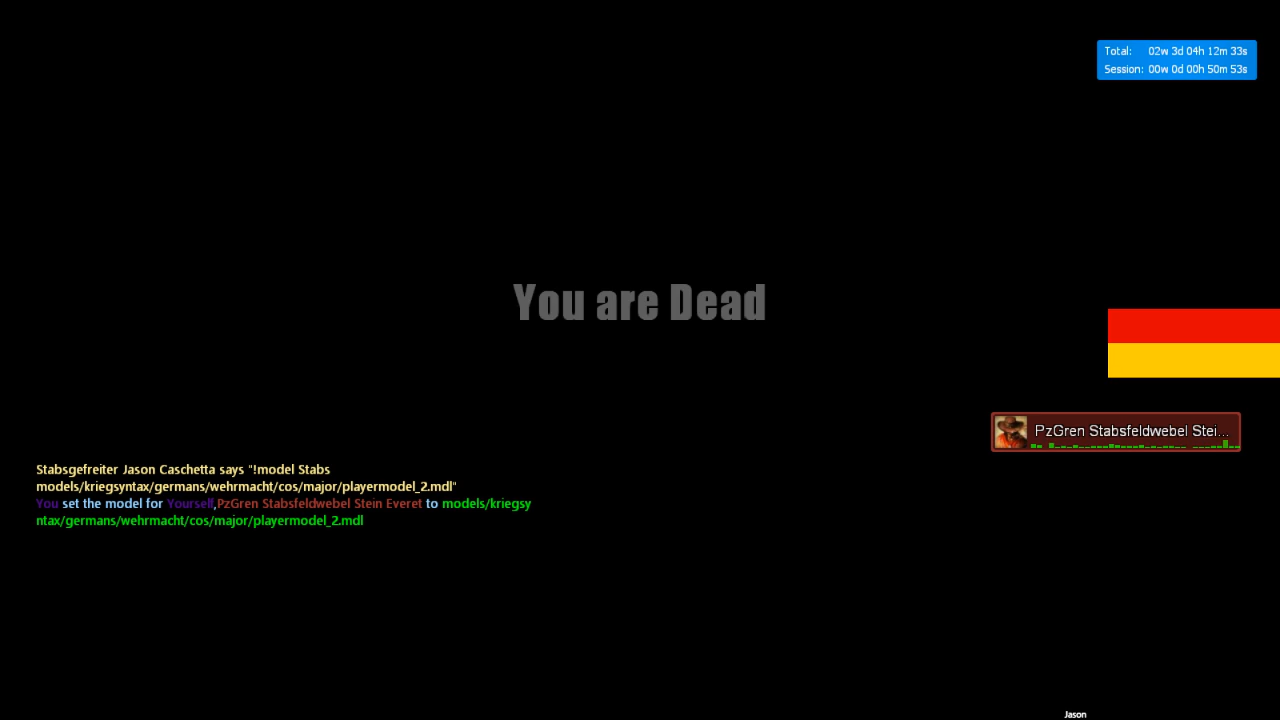 Total: 02w 3d 04h 12m 33s
Session: 00w 0d 00h 50m 53s
You are Dead
PzGren Stabsfeldwebel Stei...
Stabsgefreiter Jason Caschetta says "!model Stabs
models/kriegsyntax/germans/wehrmacht/cos/major/playermodel_2.mdl"
You set the model for Yourself,PzGren Stabsfeldwebel Stein Everet to models/kriegsy
ntax/germans/wehrmacht/cos/major/playermodel_2.mdl
Jason